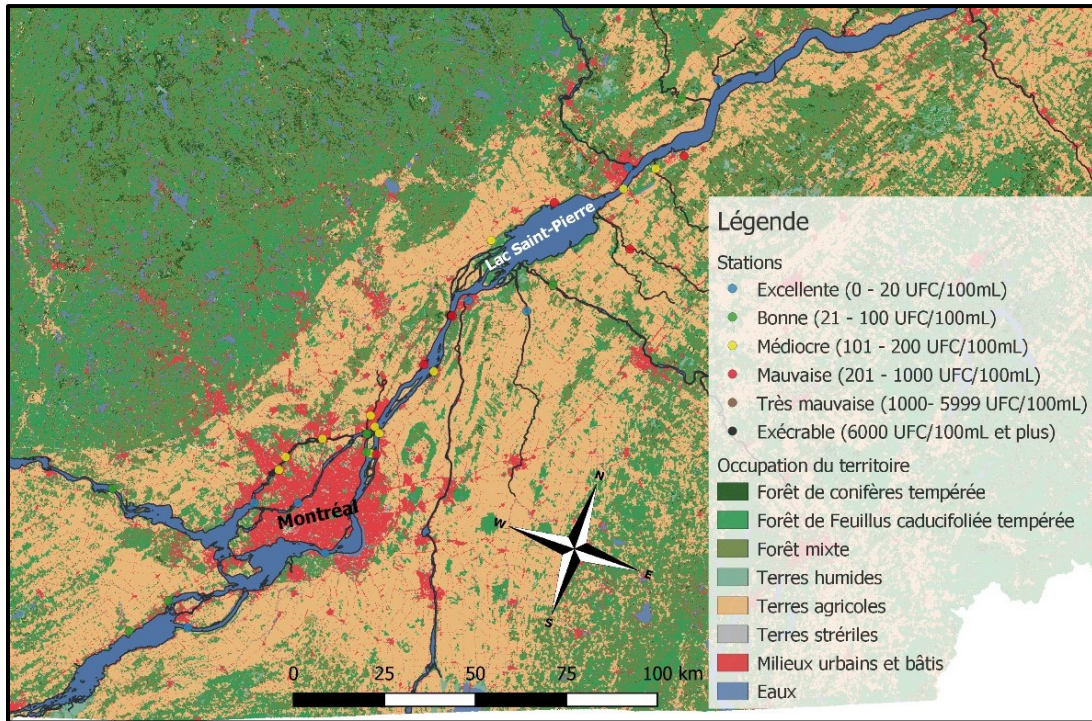 Lac Saint-Pierre
Montréal
N
W
E
S
0 25 50 75 100 km
Légende
Stations
Excellente (0 - 20 UFC/100mL)
Bonne (21 - 100 UFC/100mL)
Médiocre (101 - 200 UFC/100mL)
Mauvaise (201 - 1000 UFC/100mL)
Très mauvaise (1000- 5999 UFC/100mL)
Exécrable (6000 UFC/100mL et plus)
Occupation du territoire
Forêt de conifères tempérée
Forêt de Feuillus caducifoliée tempérée
Forêt mixte
Terres humides
Terres agricoles
Terres strériles
Milieux urbains et bâtis
Eaux